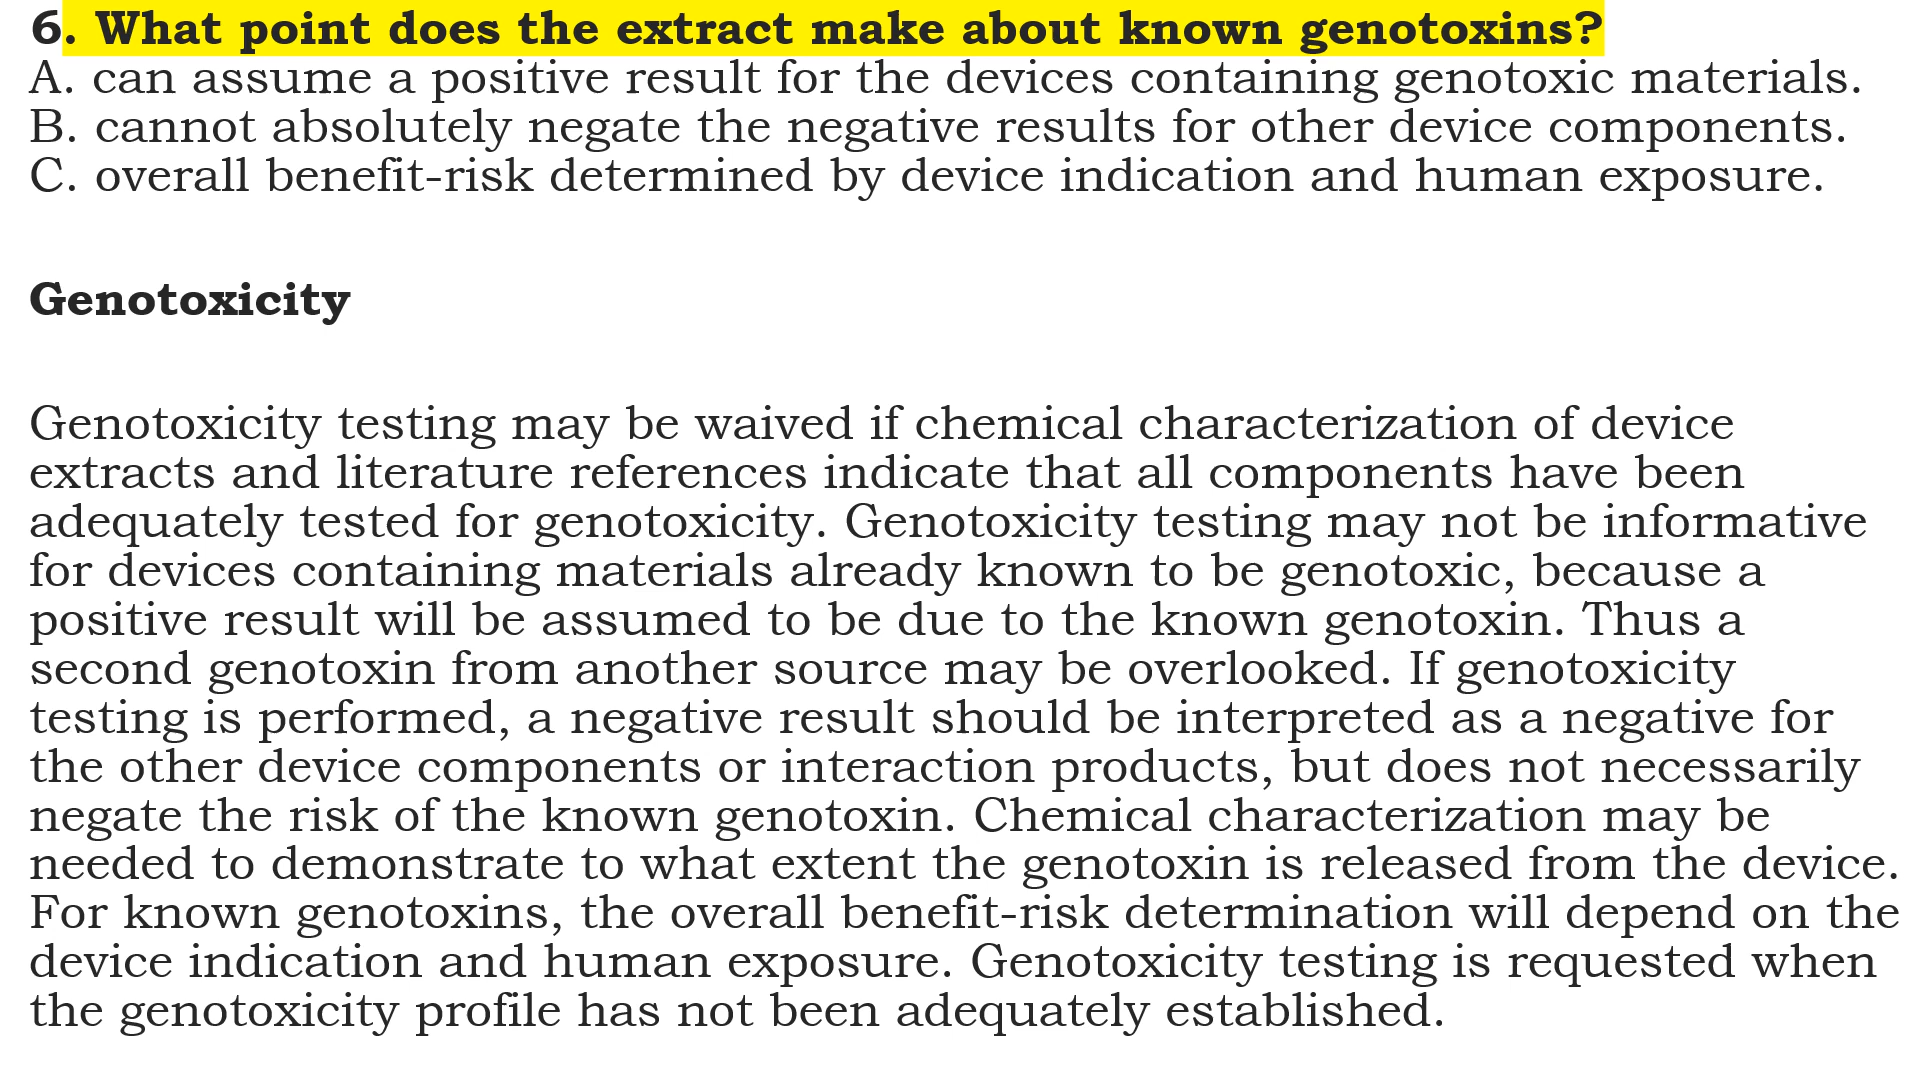 6. What point does the extract make about known genotoxins?
A. can assume a positive result for the devices containing genotoxic materials.
B. cannot absolutely negate the negative results for other device components.
C. overall benefit-risk determined by device indication and human exposure.
Genotoxicity
Genotoxicity testing may be waived if chemical characterization of device
extracts and literature references indicate that all components have been
adequately tested for genotoxicity. Genotoxicity testing may not be informative
for devices containing materials already known to be genotoxic, because a
positive result will be assumed to be due to the known genotoxin. Thus a
second genotoxin from another source may be overlooked. If genotoxicity
testing is performed, a negative result should be interpreted as a negative for
the other device components or interaction products, but does not necessarily
negate the risk of the known genotoxin. Chemical characterization may be
needed to demonstrate to what extent the genotoxin is released from the device.
For known genotoxins, the overall benefit-risk determination will depend on the
device indication and human exposure. Genotoxicity testing is requested when
the genotoxicity profile has not been adequately established.